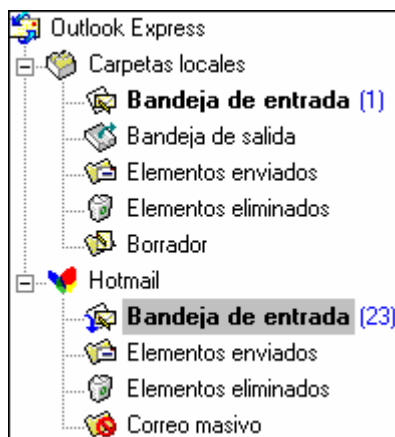 Outlook Express
Carpetas locales
Bandeja de entrada (1)
Bandeja de salida
Elementos enviados
Elementos eliminados
Borrador
Hotmail
Bandeja de entrada (23)
Elementos enviados
Elementos eliminados
Correo masivo